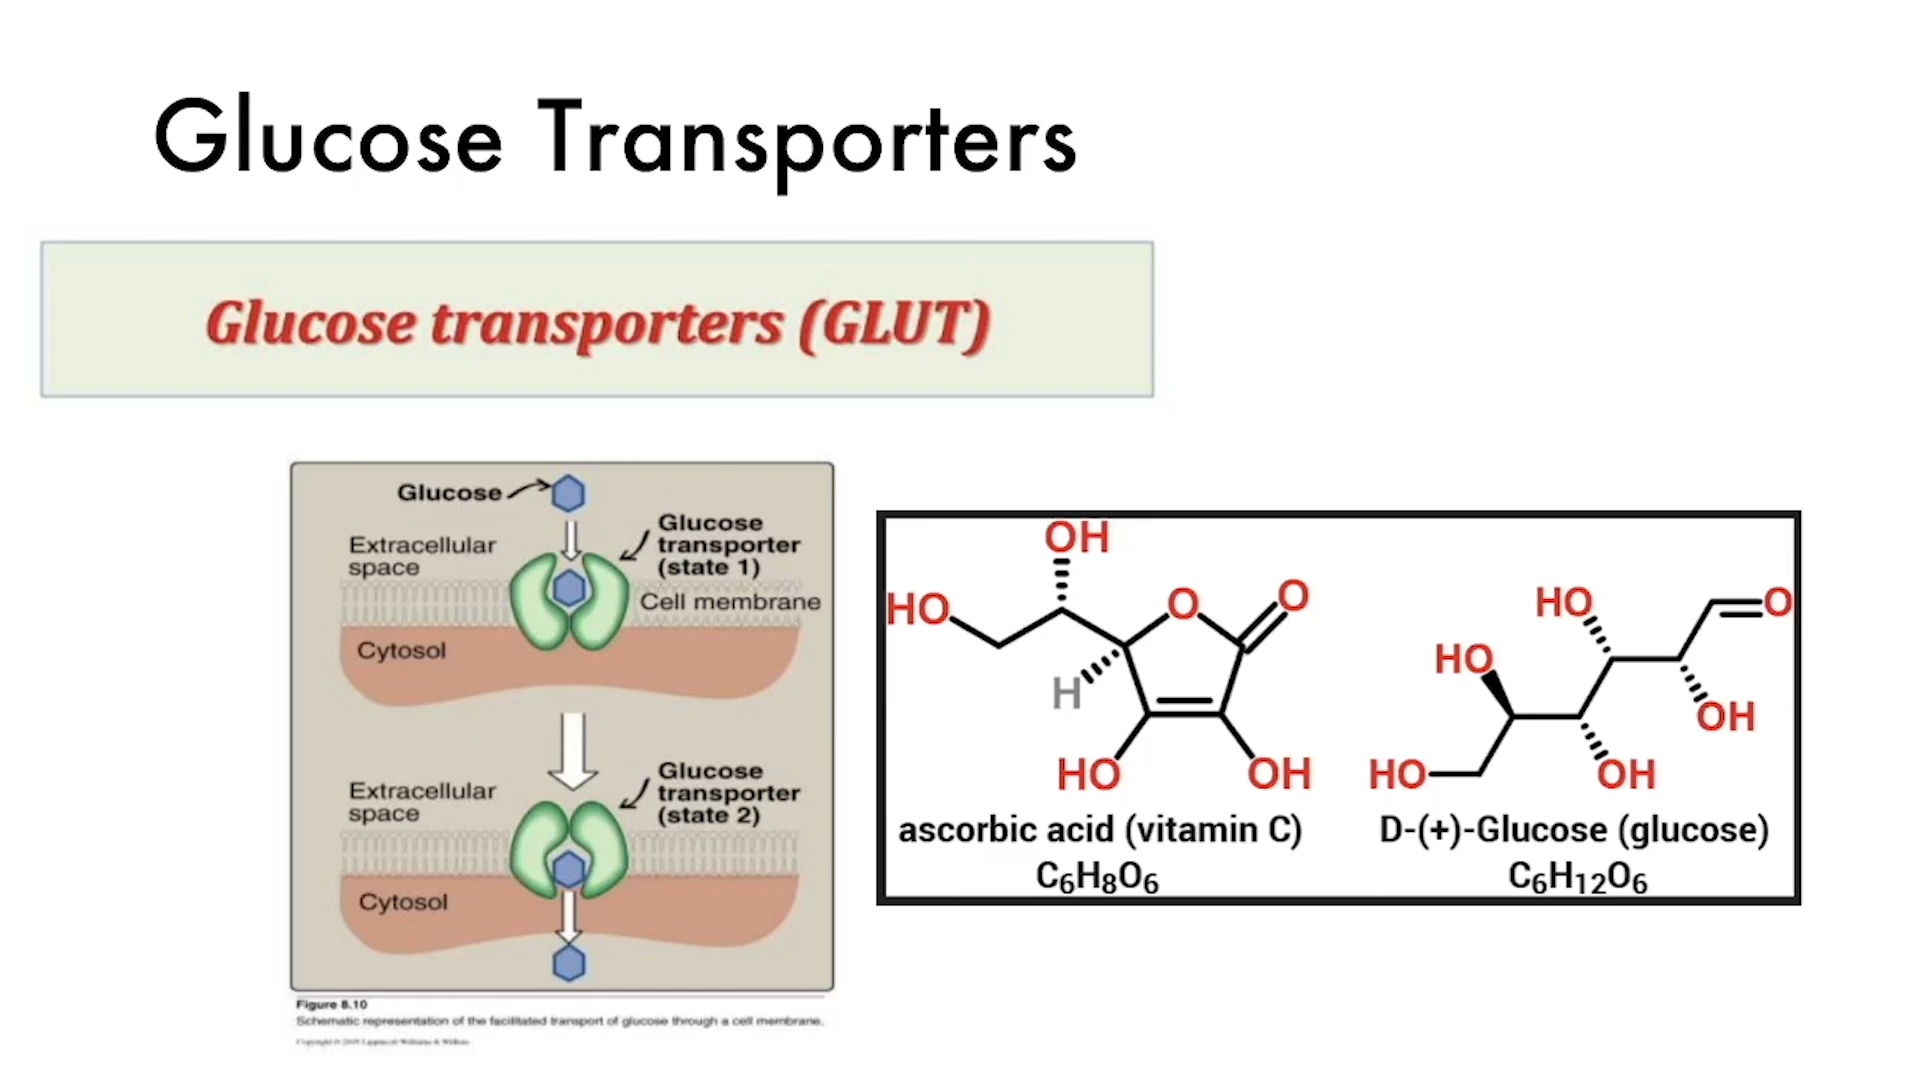 Glucose Transporters
Glucose transporters (GLUT)
Glucose
Extracellular
space
Glucose
transporter
(state 1)
Cell membrane
Cytosol
Extracellular
space
Glucose
transporter
(state 2)
Cytosol
Figure 8.10
Schematic representation of the facilitated transport of glucose through a cell membrane.
Copyright © 2005 Lippincott Williams & Wilkins
OH
HO
O
O
H
HO
OH
ascorbic acid (vitamin C)
C₆H₈O₆
HO
O
HO
OH
HO
OH
D-(+)-Glucose (glucose)
C₆H₁₂O₆